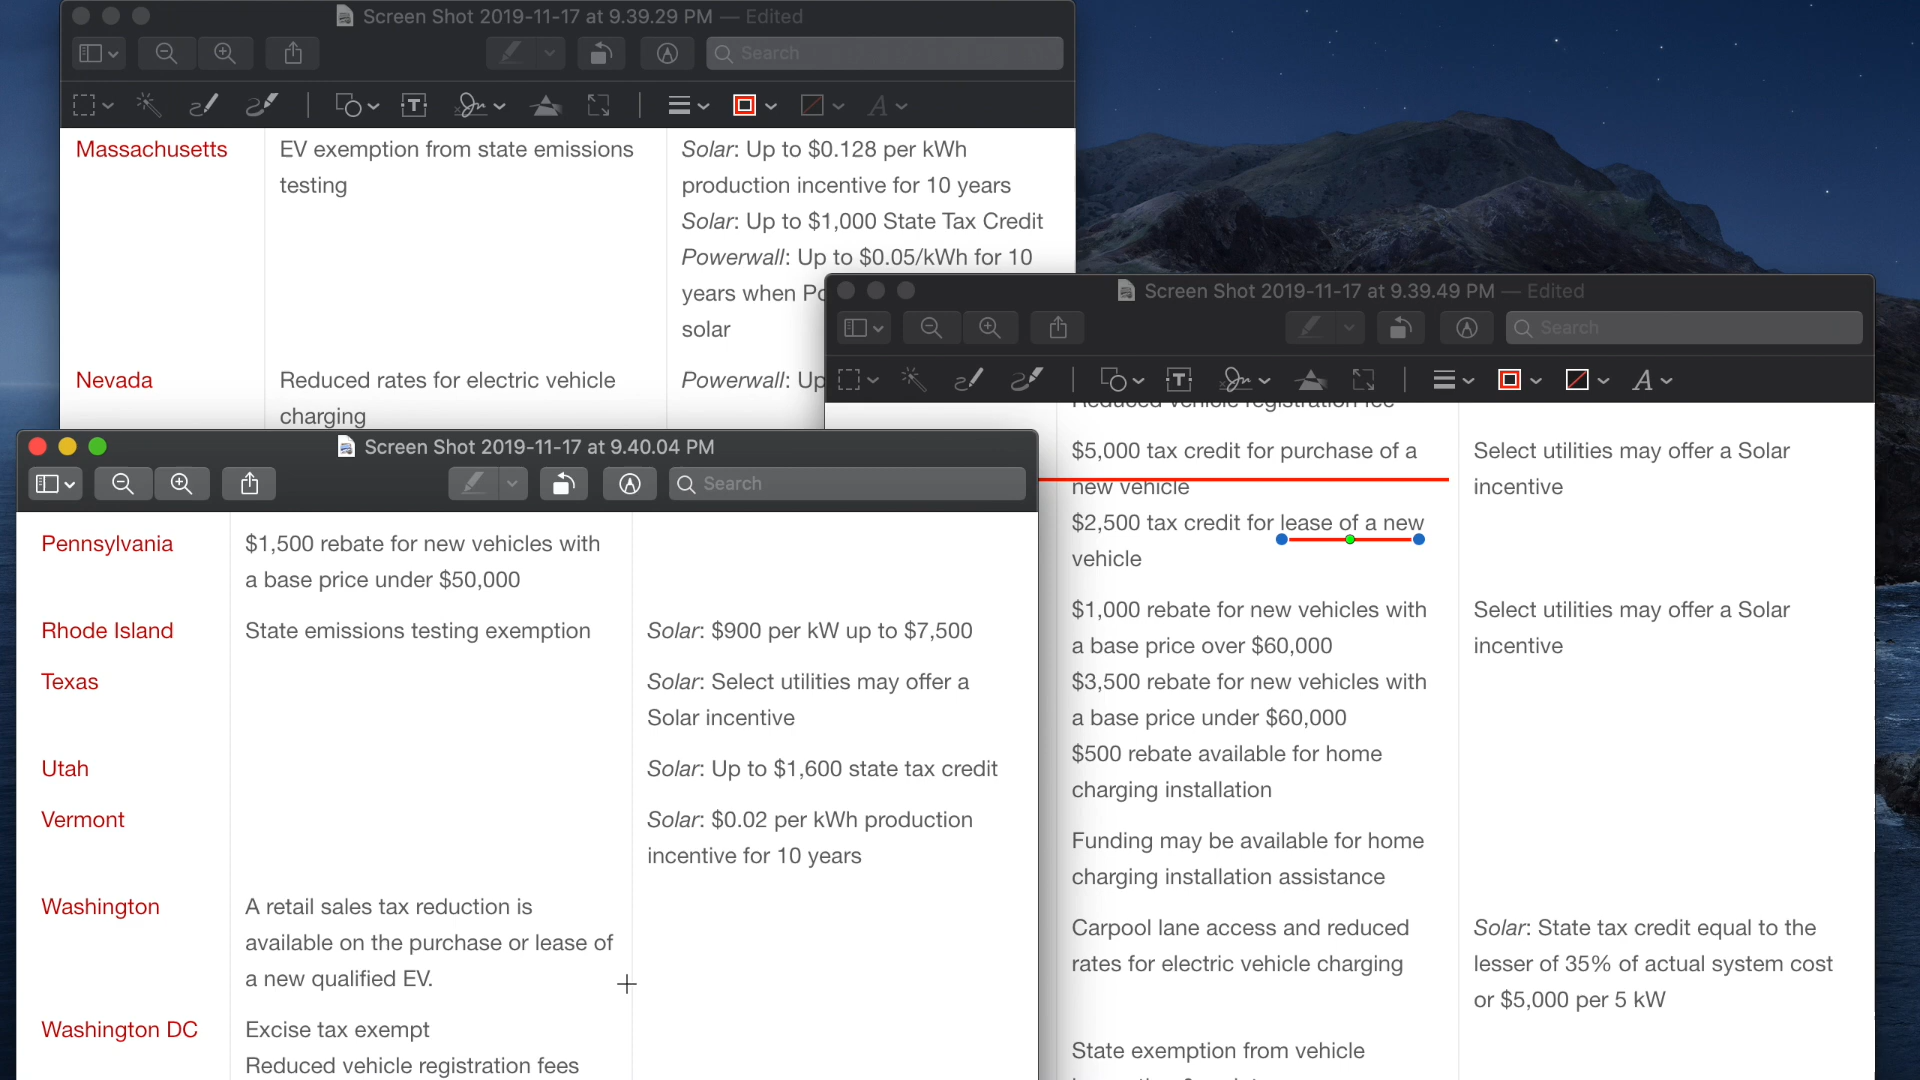 Screen Shot 2019-11-17 at 9.39.29 PM — Edited
Search
Massachusetts
EV exemption from state emissions
testing
Solar: Up to $0.128 per kWh
production incentive for 10 years
Solar: Up to $1,000 State Tax Credit
Powerwall: Up to $0.05/kWh for 10
years when Po
solar
Nevada
Reduced rates for electric vehicle
charging
Powerwall: Up
Screen Shot 2019-11-17 at 9.39.49 PM — Edited
Search
Reduced vehicle registration fee
$5,000 tax credit for purchase of a
new vehicle
$2,500 tax credit for lease of a new
vehicle
Select utilities may offer a Solar
incentive
$1,000 rebate for new vehicles with
a base price over $60,000
$3,500 rebate for new vehicles with
a base price under $60,000
$500 rebate available for home
charging installation
Select utilities may offer a Solar
incentive
Funding may be available for home
charging installation assistance
Carpool lane access and reduced
rates for electric vehicle charging
Solar: State tax credit equal to the
lesser of 35% of actual system cost
or $5,000 per 5 kW
State exemption from vehicle
Screen Shot 2019-11-17 at 9.40.04 PM
Search
Pennsylvania
$1,500 rebate for new vehicles with
a base price under $50,000
Rhode Island
State emissions testing exemption
Solar: $900 per kW up to $7,500
Texas
Solar: Select utilities may offer a
Solar incentive
Utah
Solar: Up to $1,600 state tax credit
Vermont
Solar: $0.02 per kWh production
incentive for 10 years
Washington
A retail sales tax reduction is
available on the purchase or lease of
a new qualified EV.
Washington DC
Excise tax exempt
Reduced vehicle registration fees